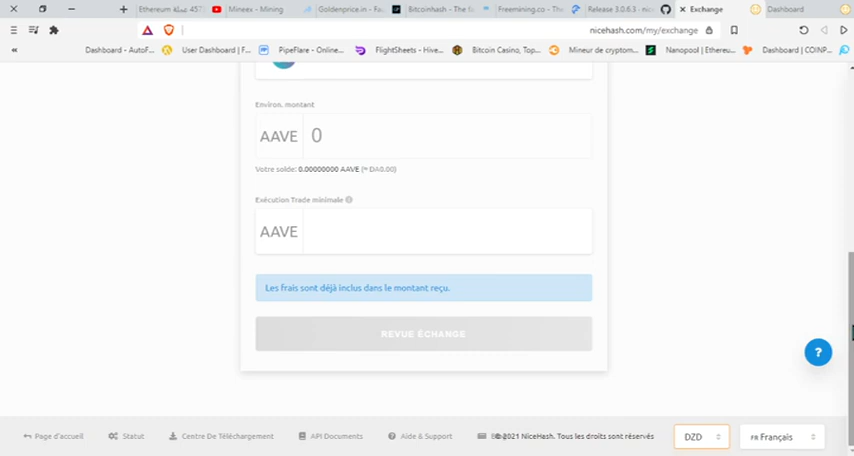 Mineex - Mining
Goldenprice.in - Fa
Bitcoinhash - The f
Freemining.co - The
Release 3.0.6.3 - nice
Exchange
Dashboard
nicehash.com/my/exchange
Dashboard - AutoF...
User Dashboard | F...
PipeFlare - Online...
FlightSheets - Hive...
Bitcoin Casino, Top...
Mineur de cryptom...
Nanopool | Ethereu...
Dashboard | COINP...
Environ. montant
AAVE 0
Votre solde: 0.00000000 AAVE (≈ DA0.00)
Exécution Trade minimale
AAVE
Les frais sont déjà inclus dans le montant reçu.
REVUE ÉCHANGE
?
Page d'accueil Statut Centre De Téléchargement API Documents Aide & Support © 2021 NiceHash. Tous les droits sont réservés DZD FR Français